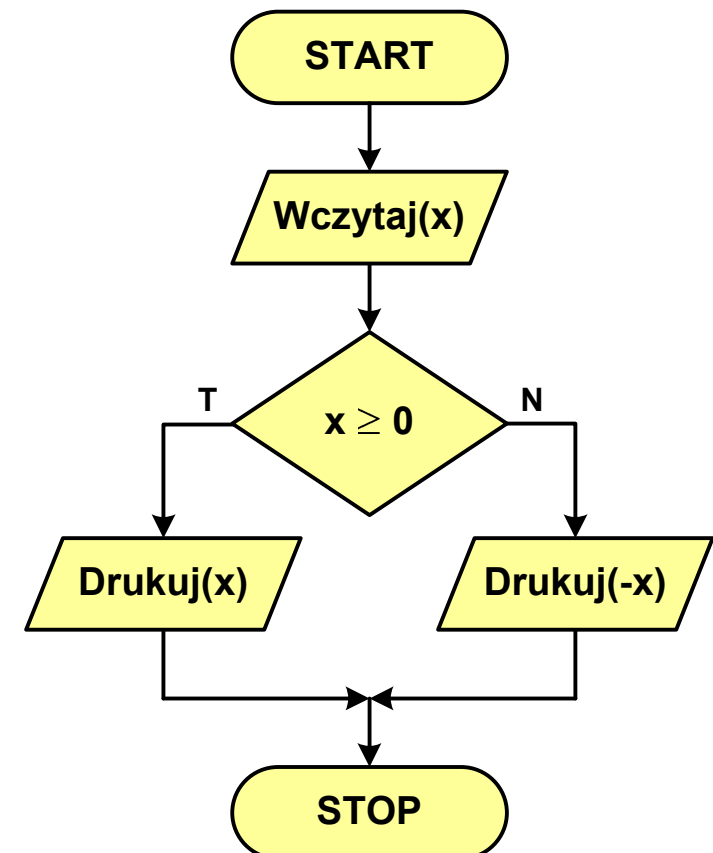 START
Wczytaj(x)
T
N
x ≥ 0
Drukuj(x)
Drukuj(-x)
STOP